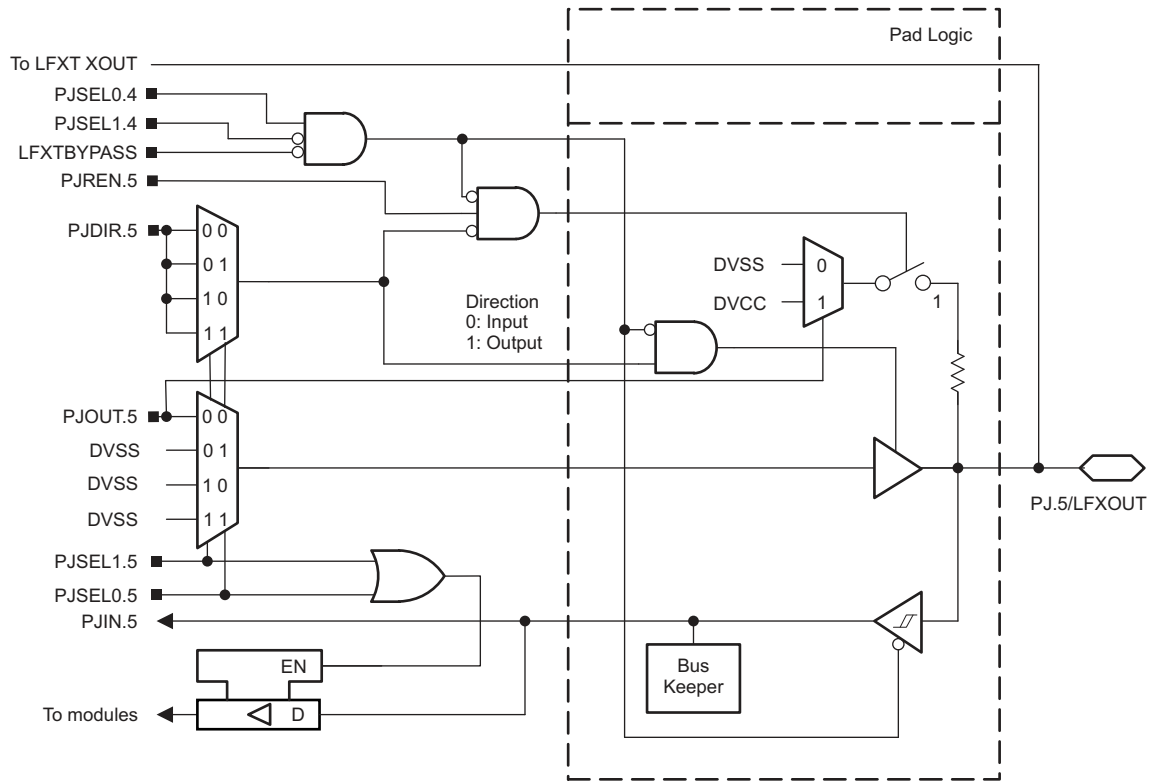 Pad Logic
To LFXT XOUT
PJSEL0.4
PJSEL1.4
LFXTBYPASS
PJREN.5
PJDIR.5
0 0
0 1
1 0
1 1
DVSS
0
DVCC
1
1
Direction
0: Input
1: Output
PJOUT.5
0 0
DVSS
0 1
DVSS
1 0
DVSS
1 1
PJ.5/LFXOUT
PJSEL1.5
PJSEL0.5
PJIN.5
EN
Bus
Keeper
To modules
D